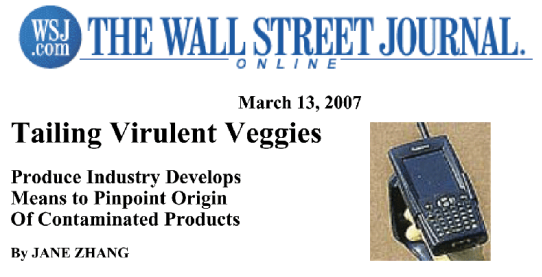 WSJ
.com
THE WALL STREET JOURNAL.
ONLINE
March 13, 2007
Tailing Virulent Veggies
Produce Industry Develops
Means to Pinpoint Origin
Of Contaminated Products
By JANE ZHANG